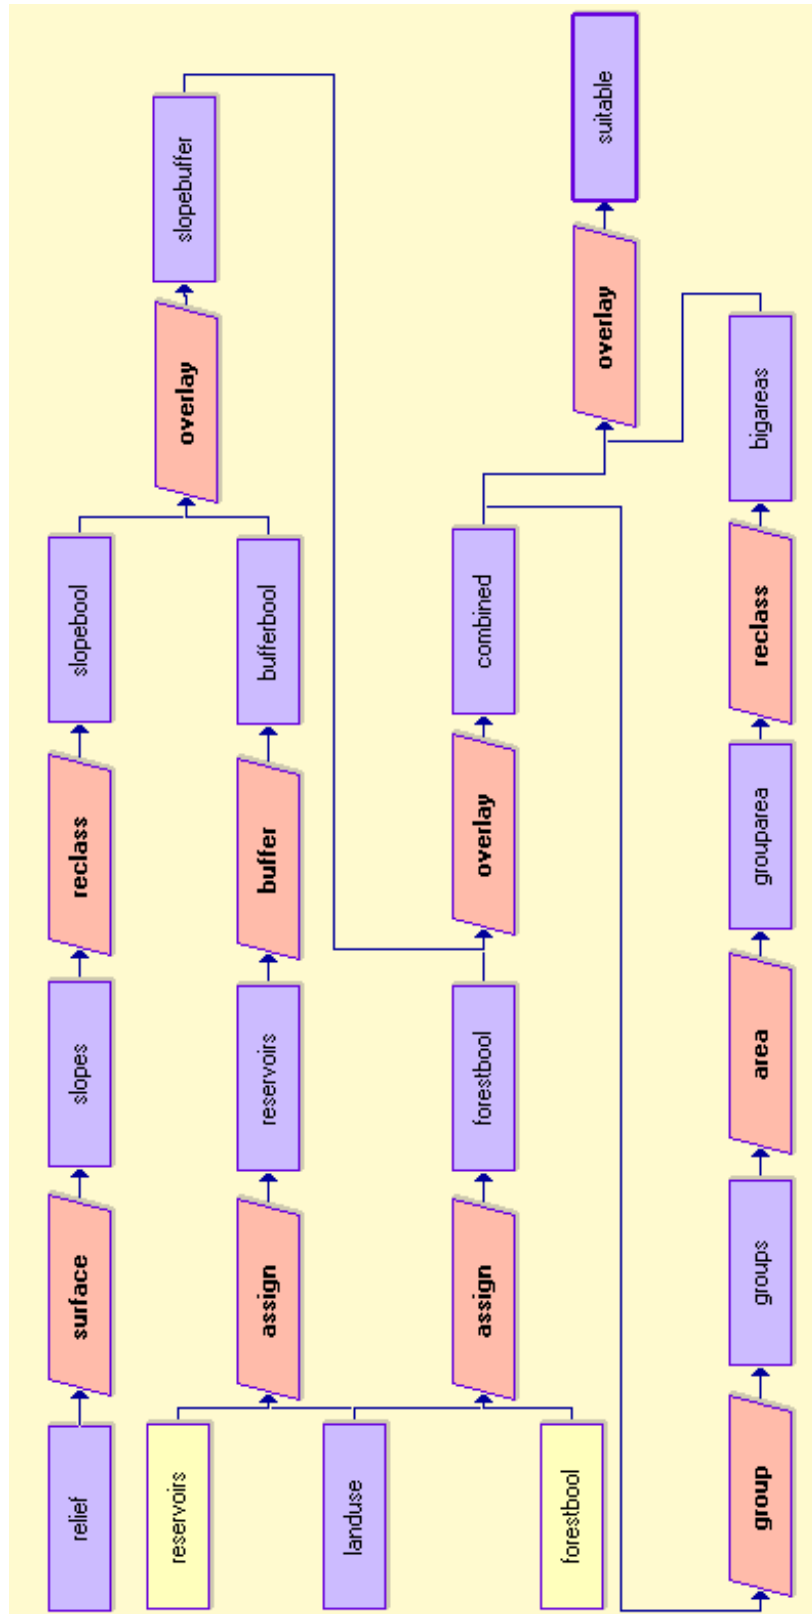 relief
surface
slopes
reclass
slopebool
overlay
slopebuffer
reservoirs
assign
reservoirs
buffer
bufferbool
landuse
assign
forestbool
overlay
combined
overlay
suitable
forestbool
group
groups
area
grouparea
reclass
bigareas